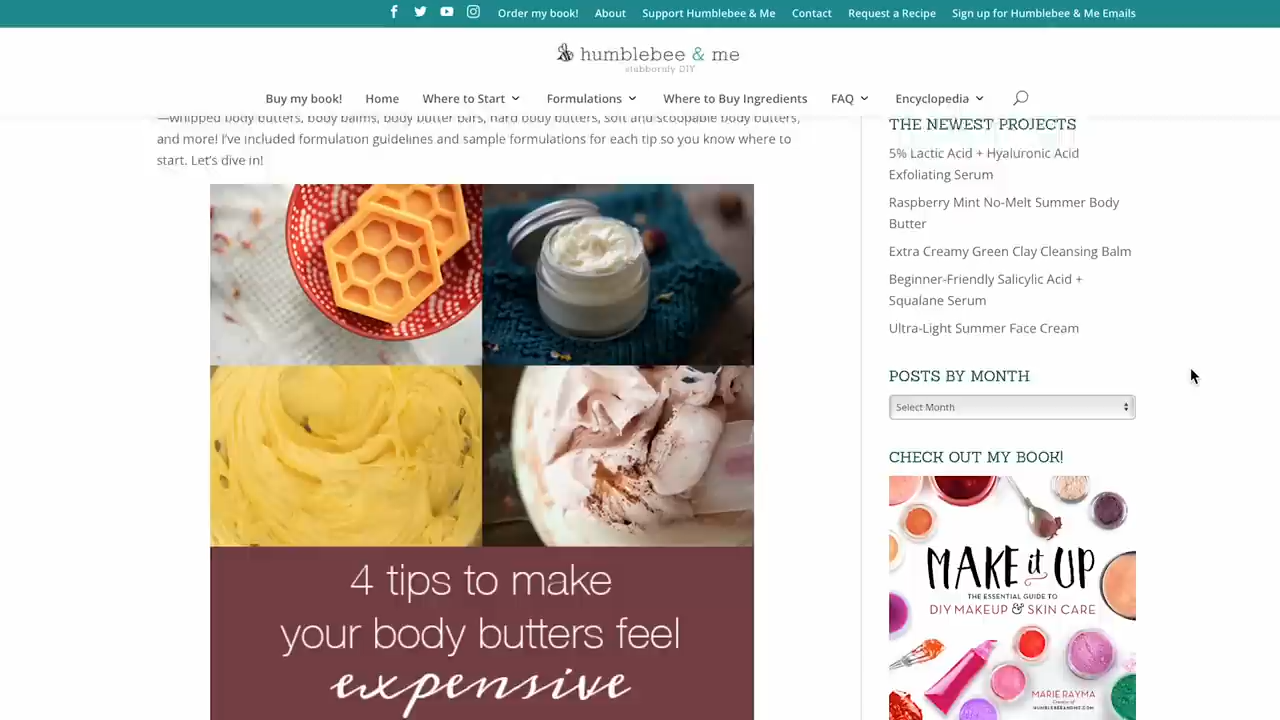 Order my book! About Support Humblebee & Me Contact Request a Recipe Sign up for Humblebee & Me Emails
humblebee & me
stubbornly DIY
Buy my book! Home Where to Start Formulations Where to Buy Ingredients FAQ Encyclopedia
—whipped body butters, body balms, body butter bars, hard body butters, soft and scoopable body butters,
and more! I've included formulation guidelines and sample formulations for each tip so you know where to
start. Let's dive in!
4 tips to make
your body butters feel
expensive
THE NEWEST PROJECTS
5% Lactic Acid + Hyaluronic Acid
Exfoliating Serum
Raspberry Mint No-Melt Summer Body
Butter
Extra Creamy Green Clay Cleansing Balm
Beginner-Friendly Salicylic Acid +
Squalane Serum
Ultra-Light Summer Face Cream
POSTS BY MONTH
Select Month
CHECK OUT MY BOOK!
MAKE it UP
THE ESSENTIAL GUIDE TO
DIY MAKEUP & SKIN CARE
MARIE RAYMA
Creator of
HUMBLEBEEANDME.COM